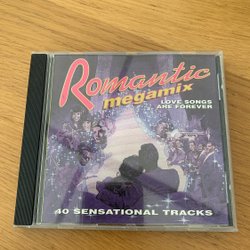 Romantic
megamix
LOVE SONGS
ARE FOREVER
40 SENSATIONAL TRACKS